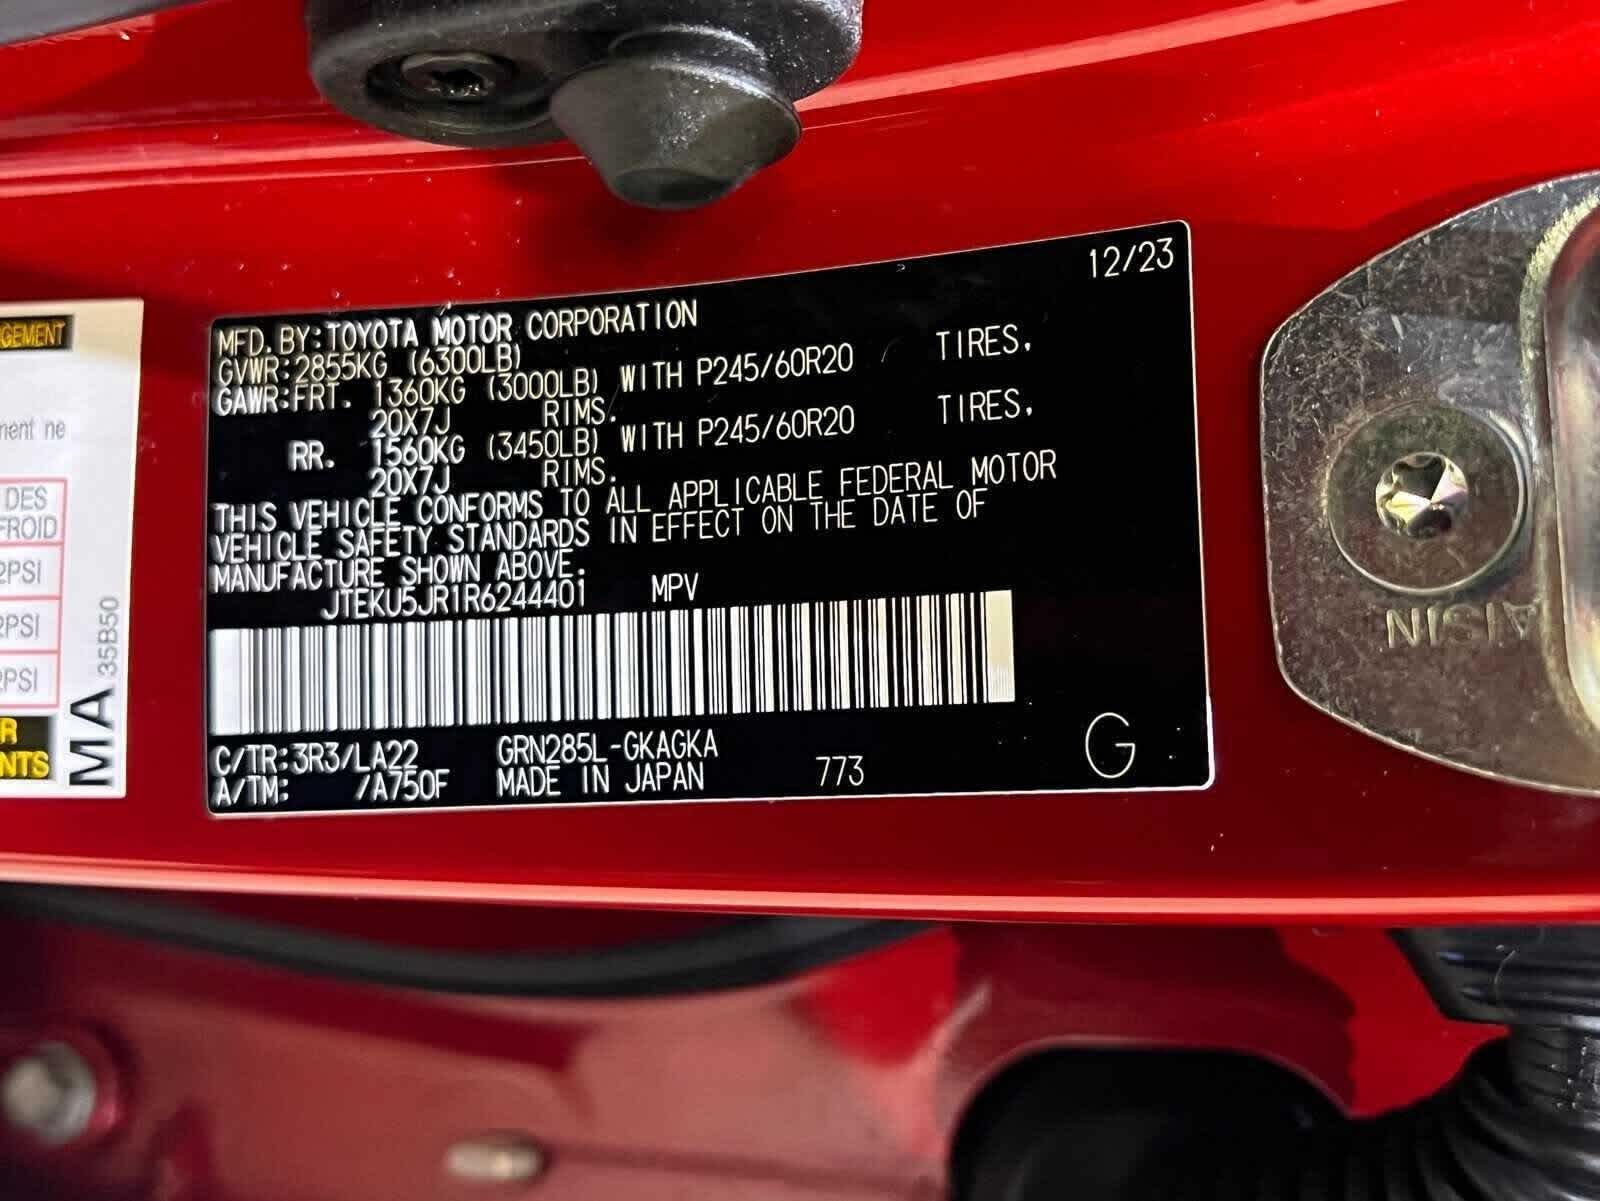 12/23
MFD. BY: TOYOTA MOTOR CORPORATION
GVWR: 2855KG (6300LB)
GAWR: FRT. 1360KG (3000LB) WITH P245/60R20 TIRES,
20X7J RIMS.
RR. 1560KG (3450LB) WITH P245/60R20 TIRES,
20X7J RIMS.
THIS VEHICLE CONFORMS TO ALL APPLICABLE FEDERAL MOTOR
VEHICLE SAFETY STANDARDS IN EFFECT ON THE DATE OF
MANUFACTURE SHOWN ABOVE.
JTEKU5JR1R6244401 MPV
C/TR: 3R3/LA22 GRN285L-GKAGKA
A/TM: /A750F MADE IN JAPAN 773
G
GEMENT
ment ne
DES
FROID
2PSI
2PSI
2PSI
R
NTS
MA 35B50
AISIN